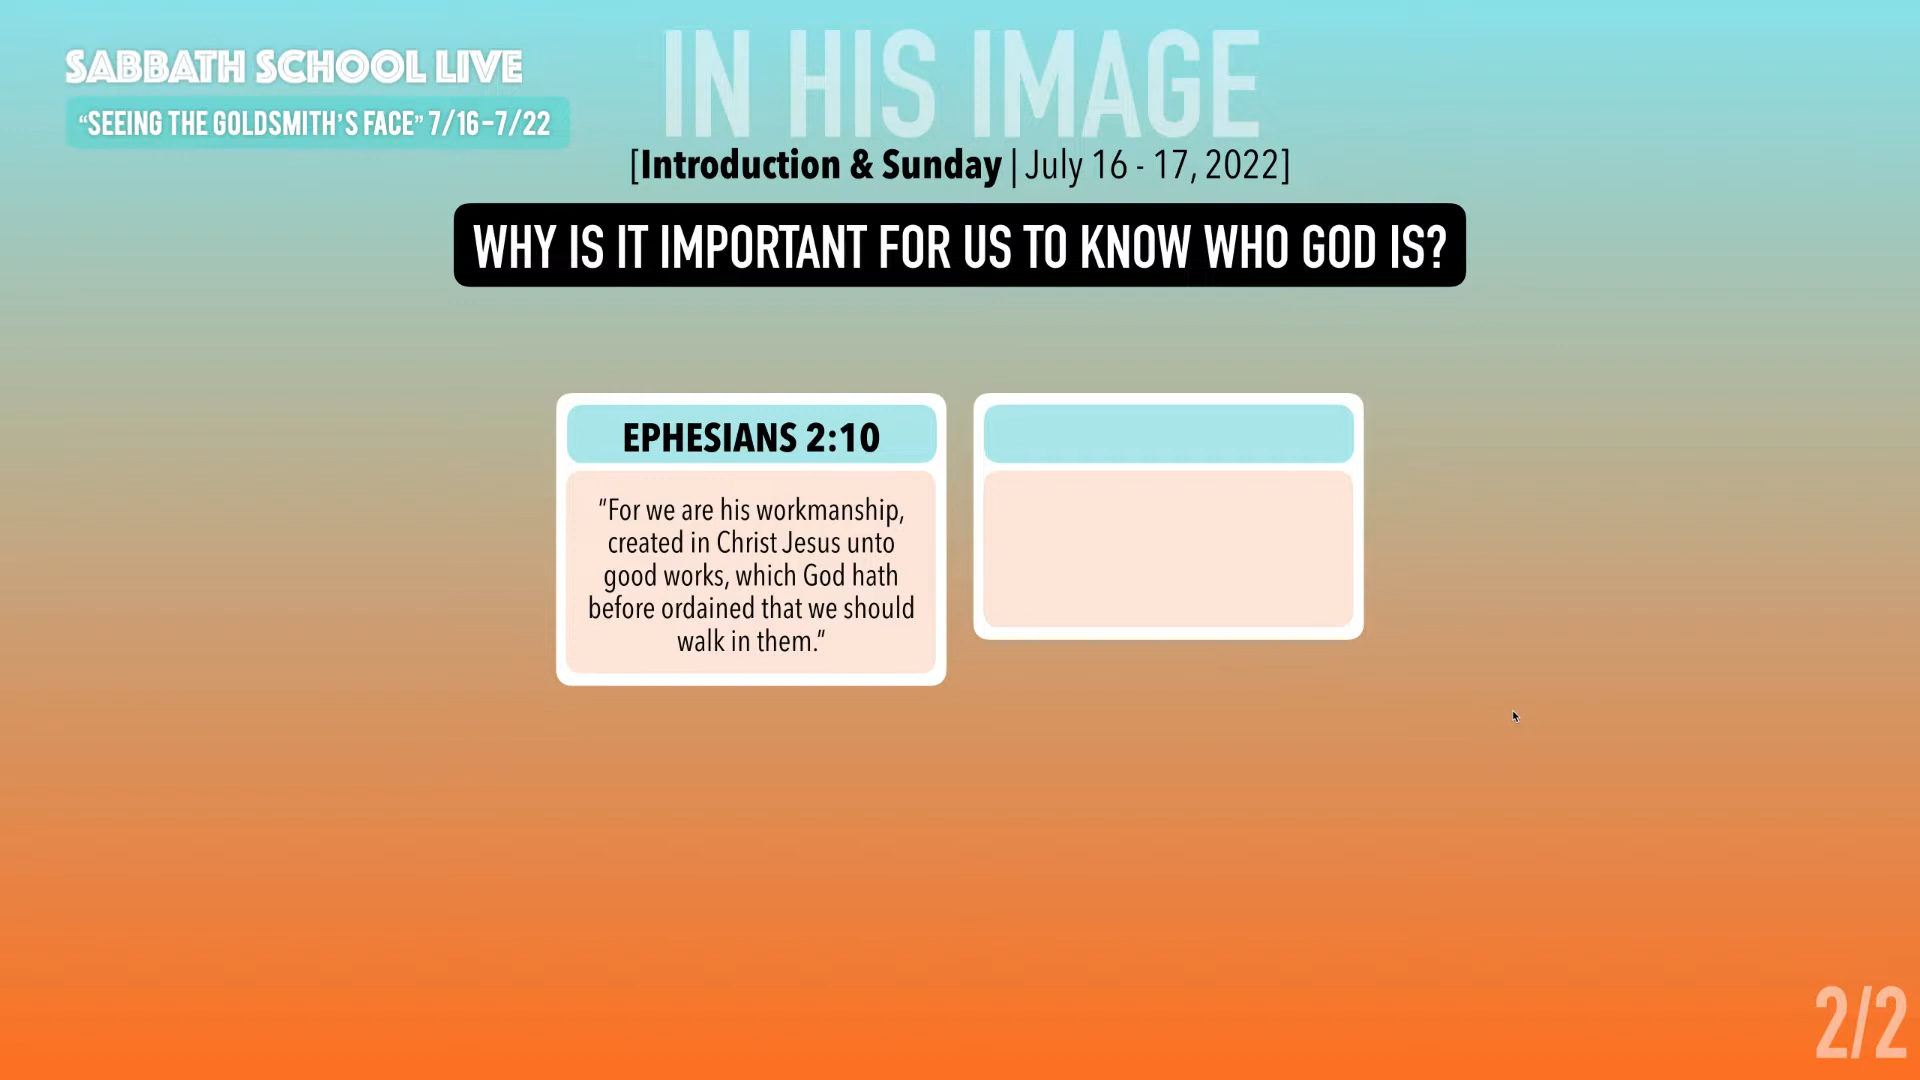 SABBATH SCHOOL LIVE
“SEEING THE GOLDSMITH’S FACE” 7/16-7/22
IN HIS IMAGE
[Introduction & Sunday | July 16 - 17, 2022]
WHY IS IT IMPORTANT FOR US TO KNOW WHO GOD IS?
EPHESIANS 2:10
“For we are his workmanship,
created in Christ Jesus unto
good works, which God hath
before ordained that we should
walk in them.”
2/2